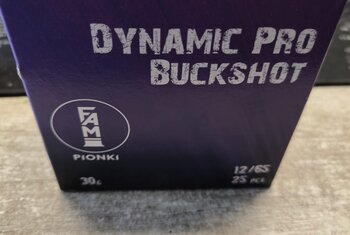 DYNAMIC PRO
BUCKSHOT
FAM
PIONKI
30G
12/65
25 PCS